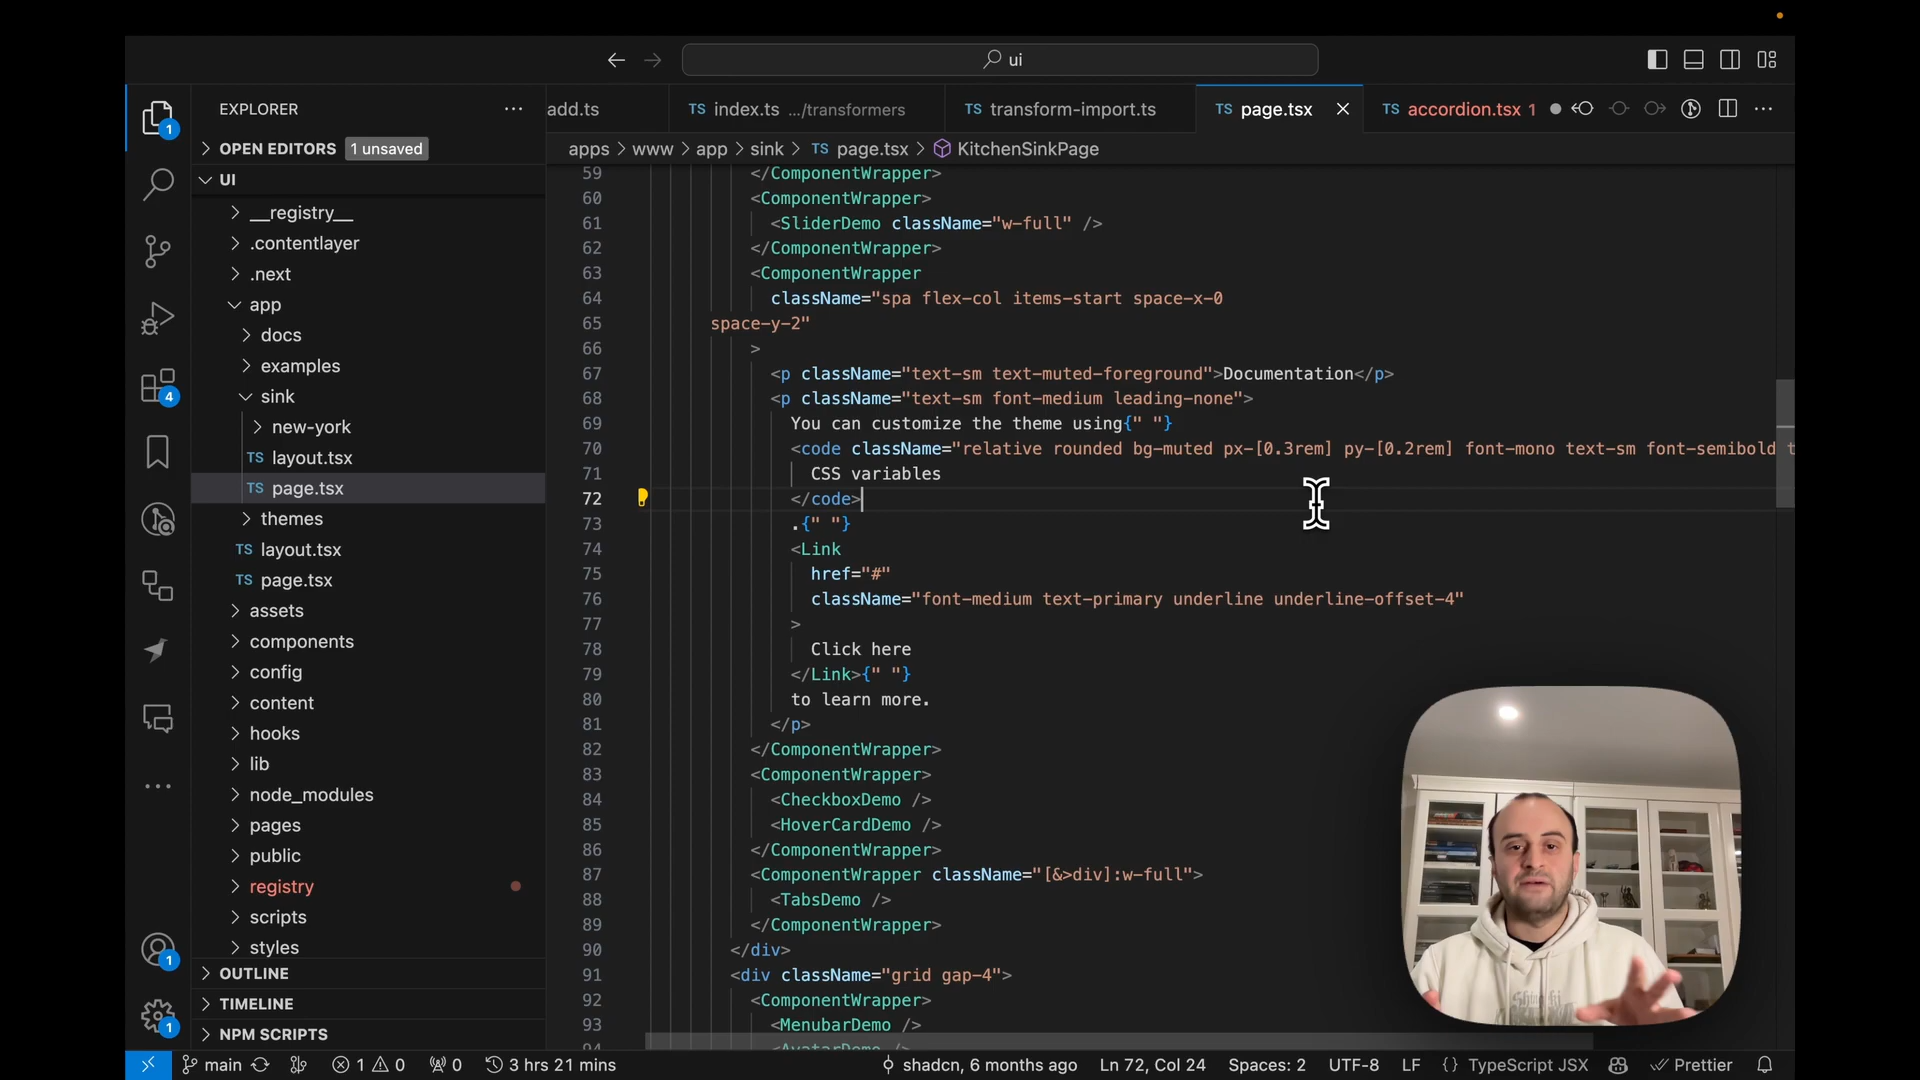 ui
EXPLORER
OPEN EDITORS 1 unsaved
UI
__registry__
.contentlayer
.next
app
docs
examples
sink
new-york
TS layout.tsx
TS page.tsx
themes
TS layout.tsx
TS page.tsx
assets
components
config
content
hooks
lib
node_modules
pages
public
registry
scripts
styles
OUTLINE
TIMELINE
NPM SCRIPTS
1
4
1
1
add.ts TS index.ts .../transformers TS transform-import.ts TS page.tsx TS accordion.tsx 1
apps > www > app > sink > TS page.tsx > KitchenSinkPage
59 </ComponentWrapper>
60 <ComponentWrapper>
61 <SliderDemo className="w-full" />
62 </ComponentWrapper>
63 <ComponentWrapper
64 className="spa flex-col items-start space-x-0
65 space-y-2"
66 >
67 <p className="text-sm text-muted-foreground">Documentation</p>
68 <p className="text-sm font-medium leading-none">
69 You can customize the theme using{" "}
70 <code className="relative rounded bg-muted px-[0.3rem] py-[0.2rem] font-mono text-sm font-semibold t
71 CSS variables
72 </code>
73 .{" "}
74 <Link
75 href="#"
76 className="font-medium text-primary underline underline-offset-4"
77 >
78 Click here
79 </Link>{" "}
80 to learn more.
81 </p>
82 </ComponentWrapper>
83 <ComponentWrapper>
84 <CheckboxDemo />
85 <HoverCardDemo />
86 </ComponentWrapper>
87 <ComponentWrapper className="[&>div]:w-full">
88 <TabsDemo />
89 </ComponentWrapper>
90 </div>
91 <div className="grid gap-4">
92 <ComponentWrapper>
93 <MenubarDemo />
94 <AvatarDemo />
main 1 0 0 3 hrs 21 mins shadcn, 6 months ago Ln 72, Col 24 Spaces: 2 UTF-8 LF {} TypeScript JSX Prettier